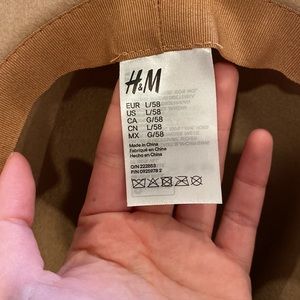 H&M
EUR L/58
US L/58
CA G/58
CN L/58
MX G/58
Made in China
Fabriqué en Chine
Hecho en China